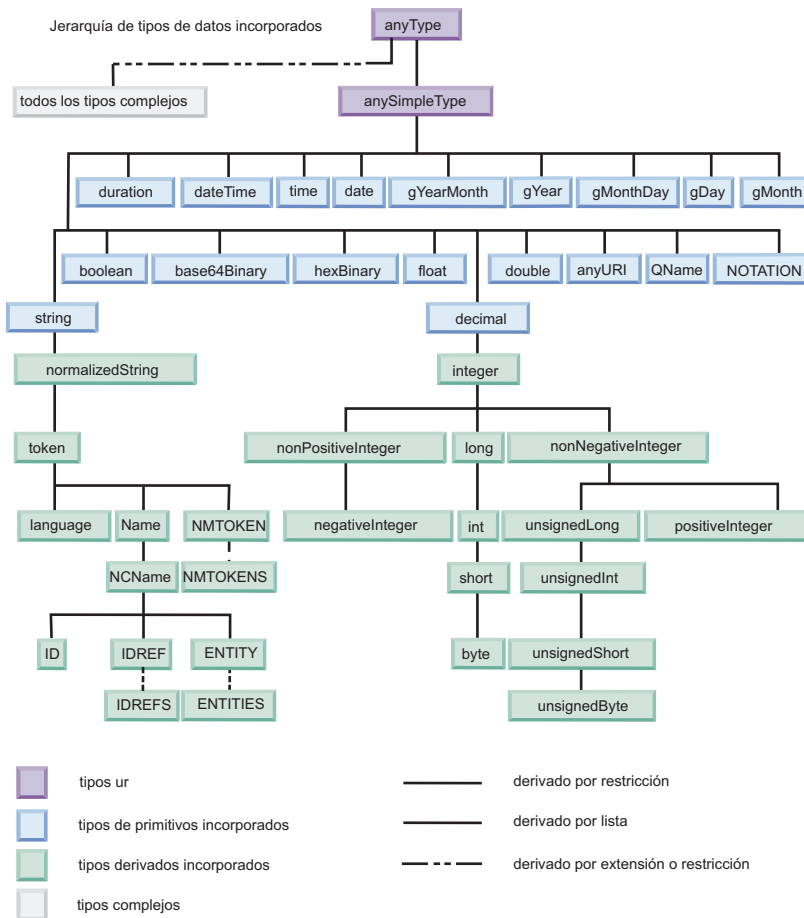 Jerarquía de tipos de datos incorporados
anyType
todos los tipos complejos
anySimpleType
duration
dateTime
time
date
gYearMonth
gYear
gMonthDay
gDay
gMonth
boolean
base64Binary
hexBinary
float
double
anyURI
QName
NOTATION
string
decimal
normalizedString
integer
token
nonPositiveInteger
long
nonNegativeInteger
language
Name
NMTOKEN
negativeInteger
int
unsignedLong
positiveInteger
NCName
NMTOKENS
short
unsignedInt
ID
IDREF
ENTITY
byte
unsignedShort
IDREFS
ENTITIES
unsignedByte
tipos ur
derivado por restricción
tipos de primitivos incorporados
derivado por lista
tipos derivados incorporados
derivado por extensión o restricción
tipos complejos